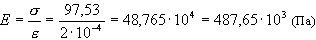 E = σ/ε = 97,53/2·10⁻⁴ = 48,765·10⁴ = 487,65·10³ (Па)